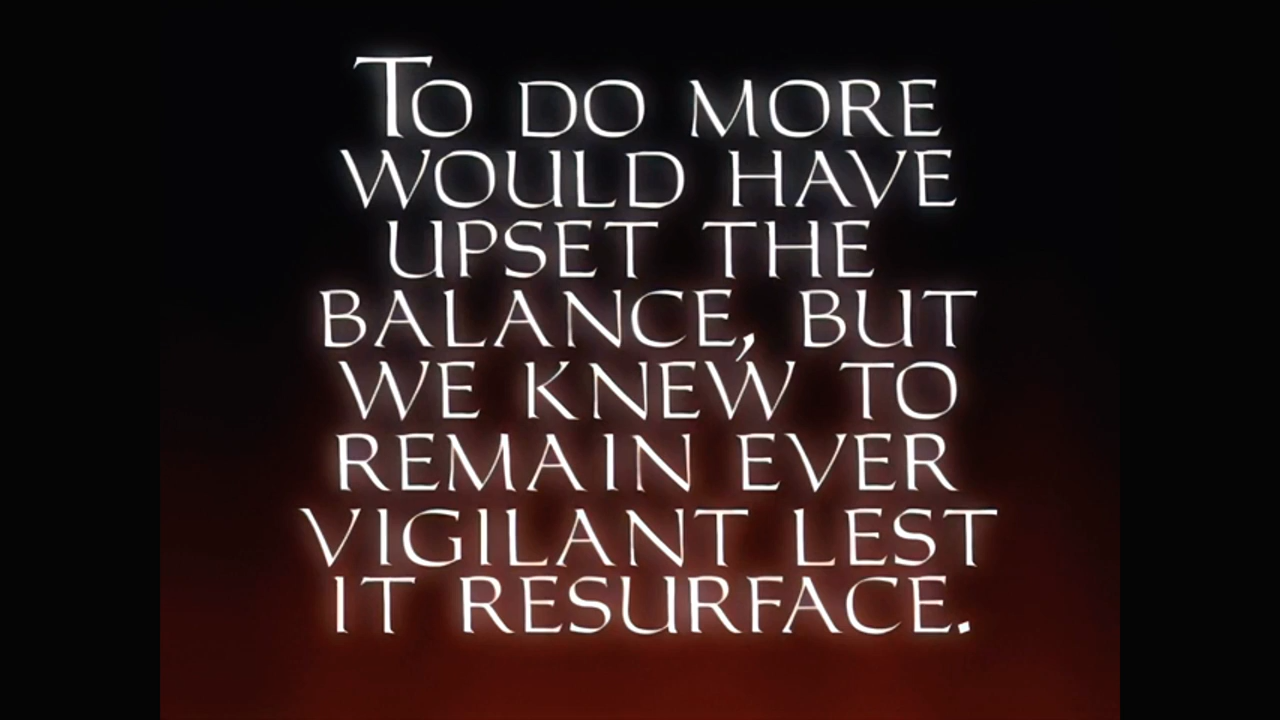 TO DO MORE
WOULD HAVE
UPSET THE
BALANCE, BUT
WE KNEW TO
REMAIN EVER
VIGILANT LEST
IT RESURFACE.